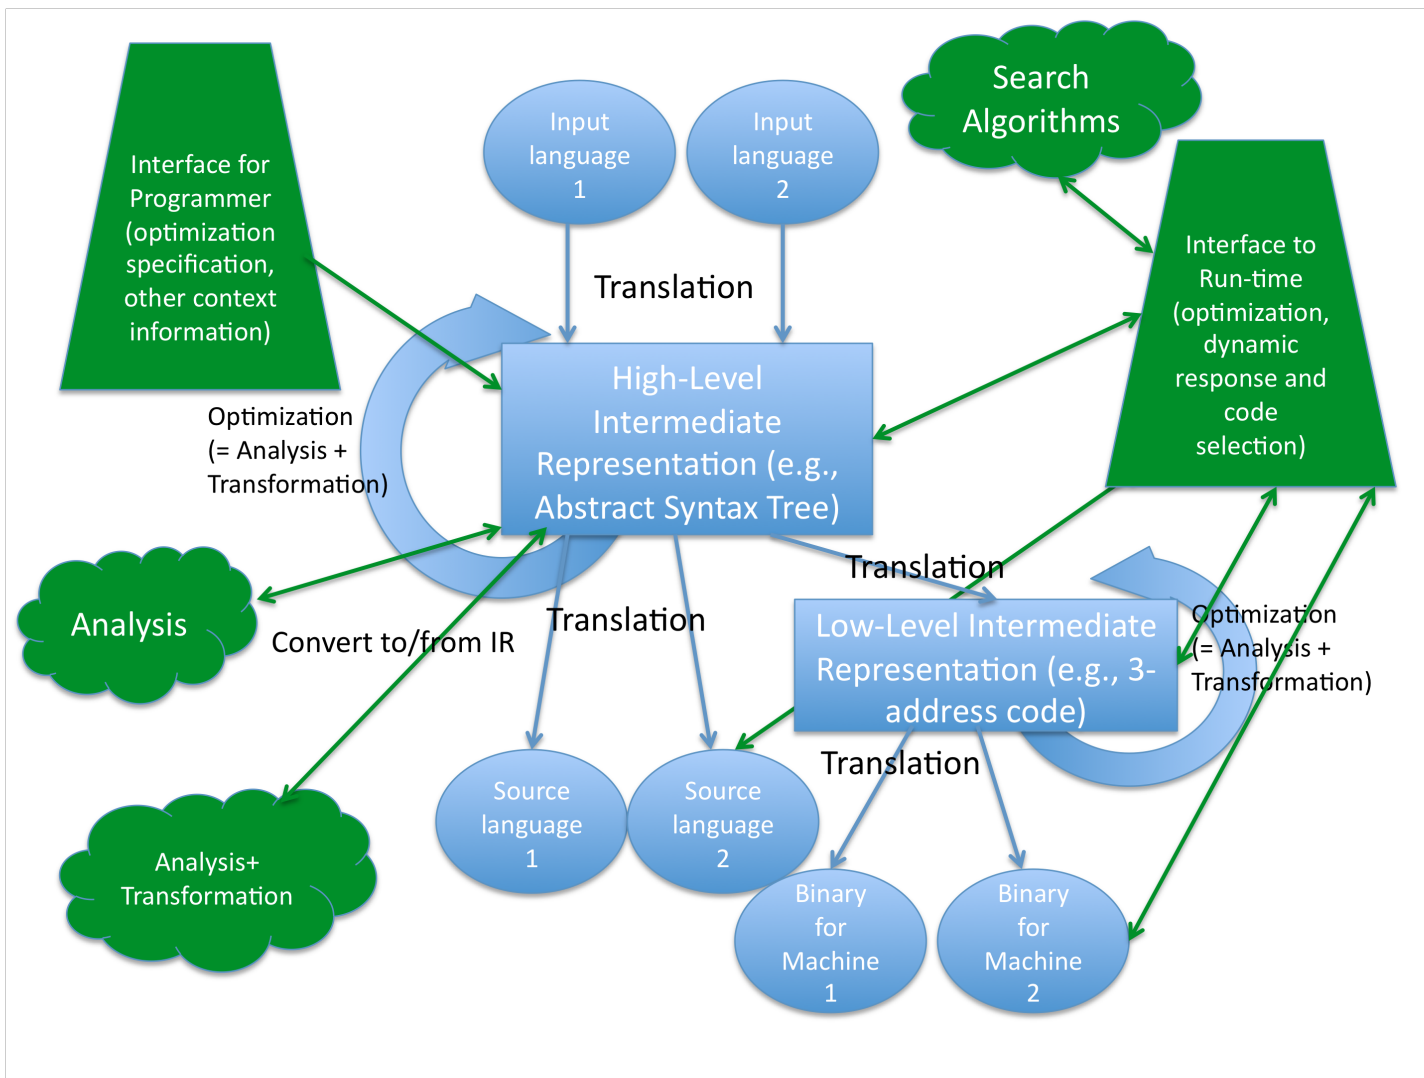 Search
Algorithms
Input
language
1
Input
language
2
Interface for
Programmer
(optimization
specification,
other context
information)
Interface to
Run-time
(optimization,
dynamic
response and
code
selection)
Translation
High-Level
Intermediate
Representation (e.g.,
Abstract Syntax Tree)
Optimization
(= Analysis +
Transformation)
Analysis
Convert to/from IR
Translation
Translation
Low-Level Intermediate
Representation (e.g., 3-
address code)
Optimization
(= Analysis +
Transformation)
Translation
Source
language
1
Source
language
2
Analysis+
Transformation
Binary
for
Machine
1
Binary
for
Machine
2